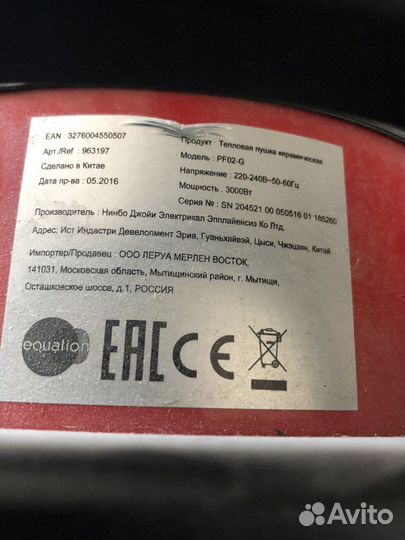 EAN 3276004550507
Арт./Ref : 963197
Сделано в Китае
Дата пр-ва : 05.2016
Продукт : Тепловая пушка керамическая
Модель : PF02-G
Напряжение : 220-240В~50-60Гц
Мощность : 3000Вт
Серия № : SN 204521 00 050516 01 185260
Производитель : Нинбо Джойи Электрикал Эпплайенсиз Ко Лтд.
Адрес: Ист Индастри Девелопмент Эриа, Гуаньхайвэй, Цыси, Чжэцзян, Китай
Импортер/Продавец : ООО ЛЕРУА МЕРЛЕН ВОСТОК,
141031, Московская область, Мытищинский район, г. Мытищи,
Осташковское шоссе, д.1, РОССИЯ
equation
EAC CE
Avito